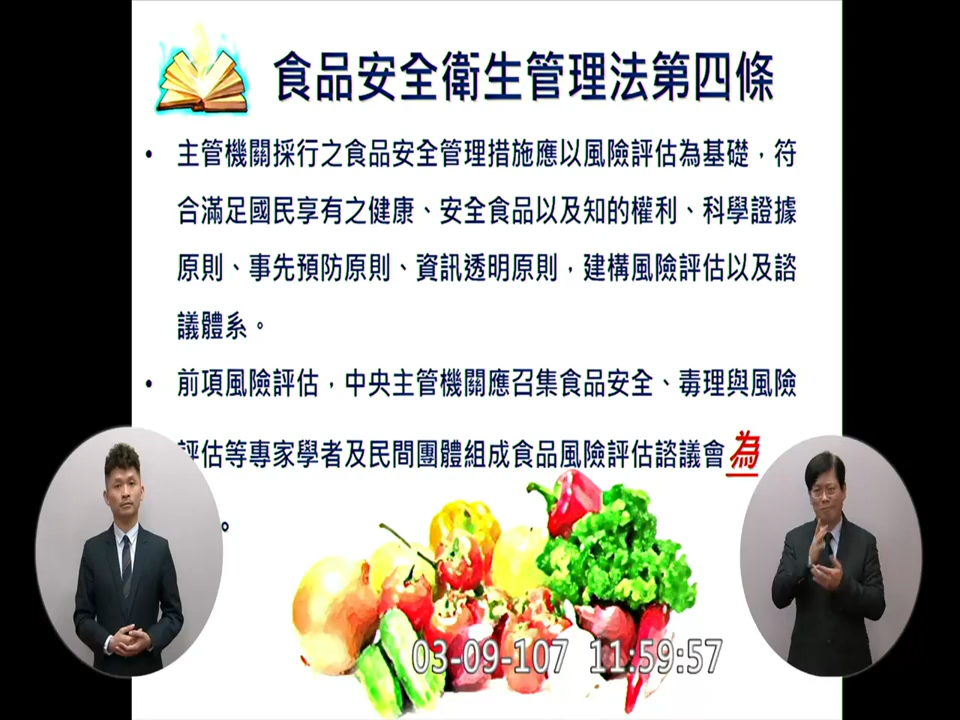 食品安全衛生管理法第四條
• 主管機關採行之食品安全管理措施應以風險評估為基礎，符
合滿足國民享有之健康、安全食品以及知的權利、科學證據
原則、事先預防原則、資訊透明原則，建構風險評估以及諮
議體系。
• 前項風險評估，中央主管機關應召集食品安全、毒理與風險
評估等專家學者及民間團體組成食品風險評估諮議會為
。
03-09-107 11:59:57